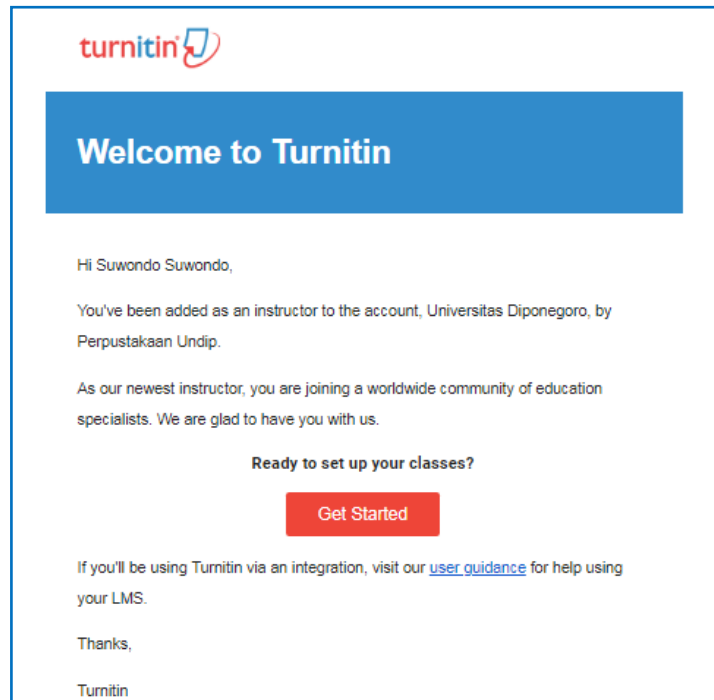 turnitin
Welcome to Turnitin
Hi Suwondo Suwondo,
You've been added as an instructor to the account, Universitas Diponegoro, by
Perpustakaan Undip.
As our newest instructor, you are joining a worldwide community of education
specialists. We are glad to have you with us.
Ready to set up your classes?
Get Started
If you'll be using Turnitin via an integration, visit our user guidance for help using
your LMS.
Thanks,
Turnitin